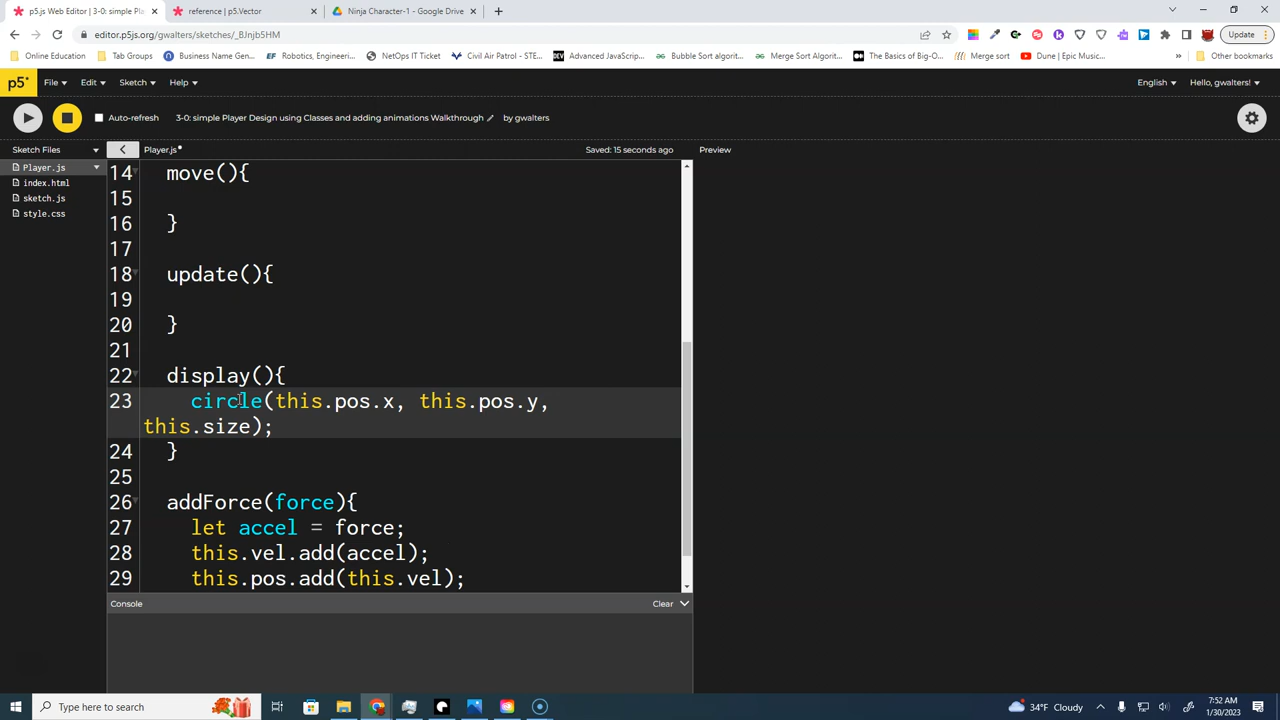 p5.js Web Editor | 3-0: simple Pla
reference | p5.Vector
Ninja Character-1 - Google Drive
editor.p5js.org/gwalters/sketches/_BJnjb5HM
Update
Online Education
Tab Groups
Business Name Gen...
Robotics, Engineerin...
NetOps IT Ticket
Civil Air Patrol - STE...
Advanced JavaScrip...
Bubble Sort algorith...
Merge Sort Algorit...
The Basics of Big-O...
Merge sort
Dune | Epic Music...
»
Other bookmarks
p5*
File
Edit
Sketch
Help
English
Hello, gwalters!
Auto-refresh
3-0: simple Player Design using Classes and adding animations Walkthrough
by gwalters
Sketch Files
Player.js
Saved: 15 seconds ago
Preview
Player.js
index.html
sketch.js
style.css
14 move(){
15
16 }
17
18 update(){
19
20 }
21
22 display(){
23 circle(this.pos.x, this.pos.y,
this.size);
24 }
25
26 addForce(force){
27 let accel = force;
28 this.vel.add(accel);
29 this.pos.add(this.vel);
Console
Clear
Type here to search
34°F Cloudy
7:52 AM
1/30/2023